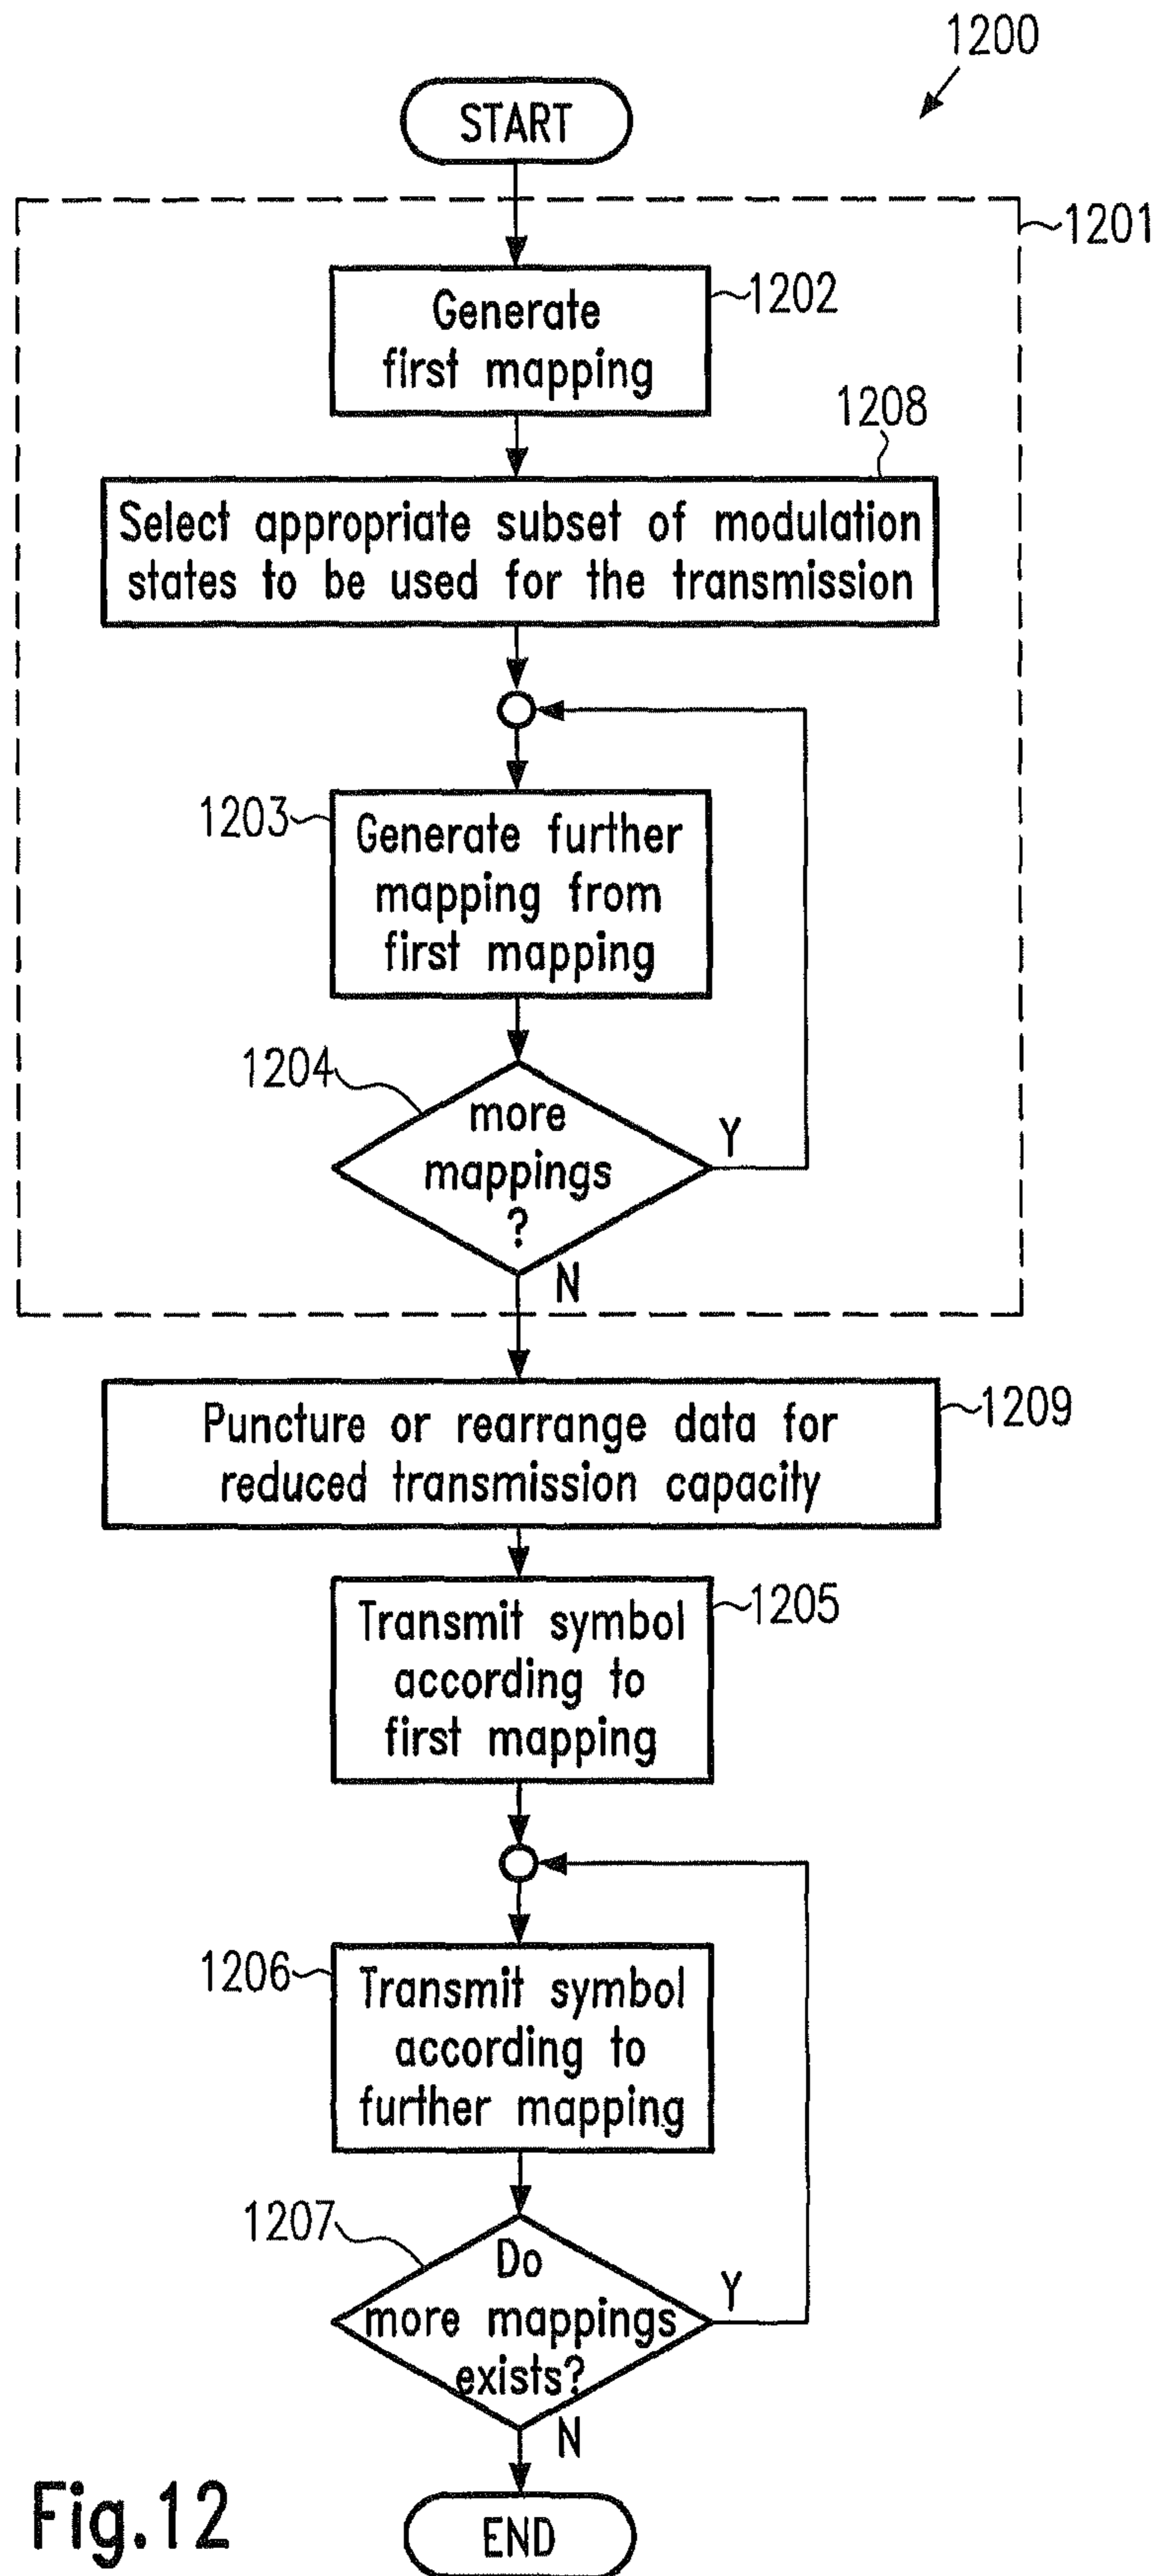 1200
START
1201
1202
Generate
first mapping
1208
Select appropriate subset of modulation
states to be used for the transmission
1203
Generate further
mapping from
first mapping
1204
more
mappings
?
Y
N
1209
Puncture or rearrange data for
reduced transmission capacity
1205
Transmit symbol
according to
first mapping
1206
Transmit symbol
according to
further mapping
1207
Do
more mappings
exists?
Y
N
END
Fig.12